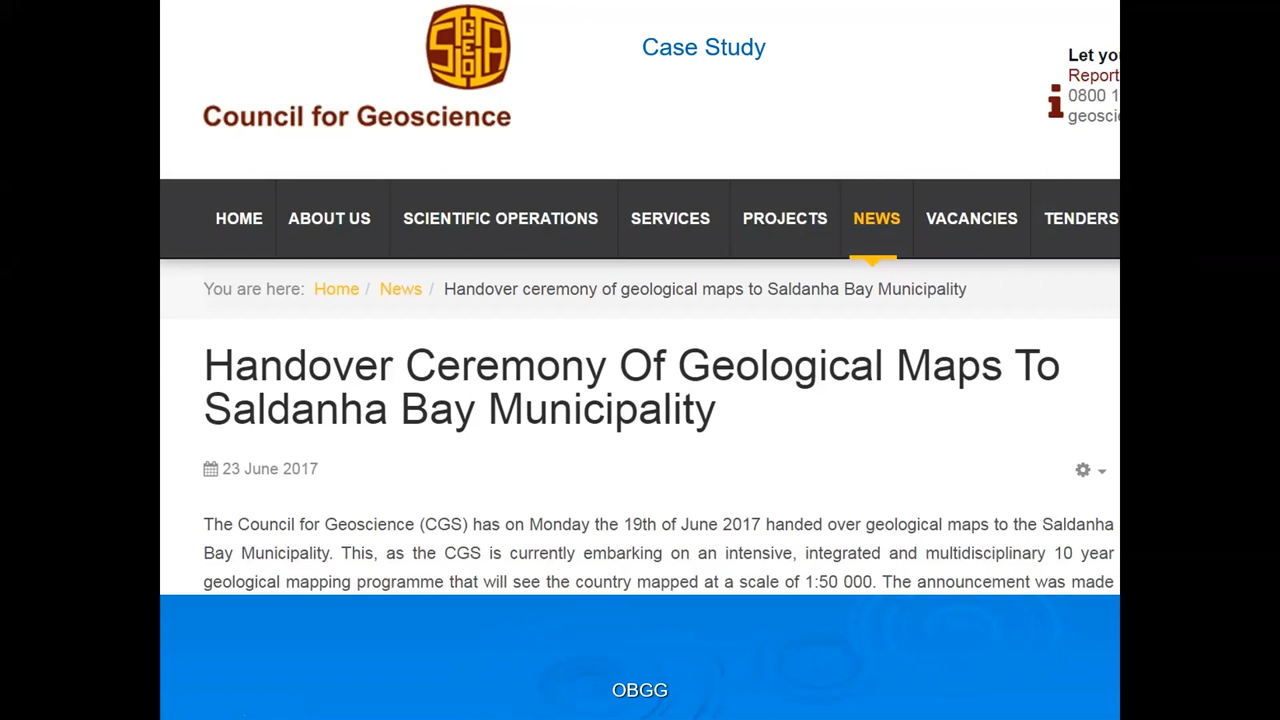 Case Study
Council for Geoscience
Let yo
Report
0800 1
geoscie
HOME ABOUT US SCIENTIFIC OPERATIONS SERVICES PROJECTS NEWS VACANCIES TENDERS
You are here: Home / News / Handover ceremony of geological maps to Saldanha Bay Municipality
Handover Ceremony Of Geological Maps To
Saldanha Bay Municipality
23 June 2017
The Council for Geoscience (CGS) has on Monday the 19th of June 2017 handed over geological maps to the Saldanha
Bay Municipality. This, as the CGS is currently embarking on an intensive, integrated and multidisciplinary 10 year
geological mapping programme that will see the country mapped at a scale of 1:50 000. The announcement was made
OBGG